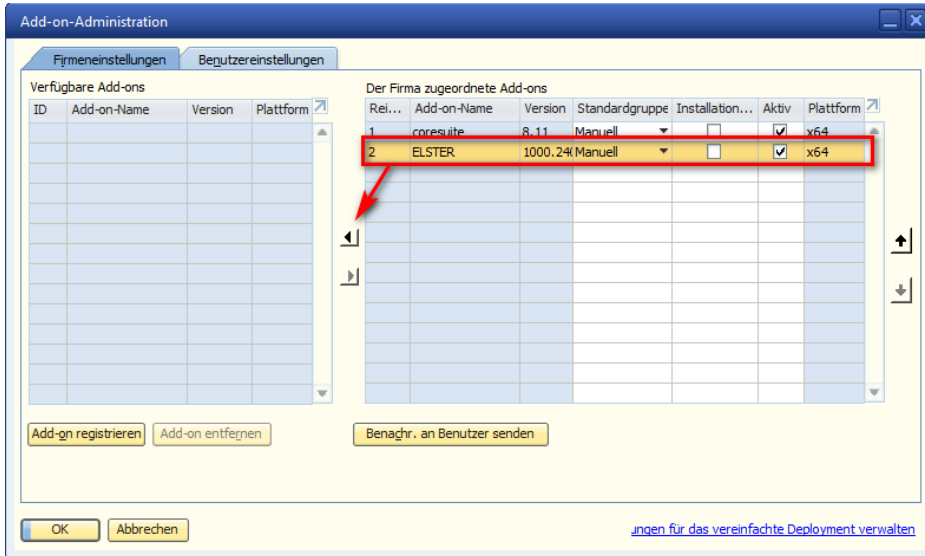 Add-on-Administration
Firmeneinstellungen Benutzereinstellungen
Verfügbare Add-ons Der Firma zugeordnete Add-ons
ID Add-on-Name Version Plattform Rei... Add-on-Name Version Standardgruppe Installation... Aktiv Plattform
1 coresuite 8.11 Manuell x64
2 ELSTER 1000.24( Manuell x64
Add-on registrieren Add-on entfernen Benachr. an Benutzer senden
OK Abbrechen ungen für das vereinfachte Deployment verwalten